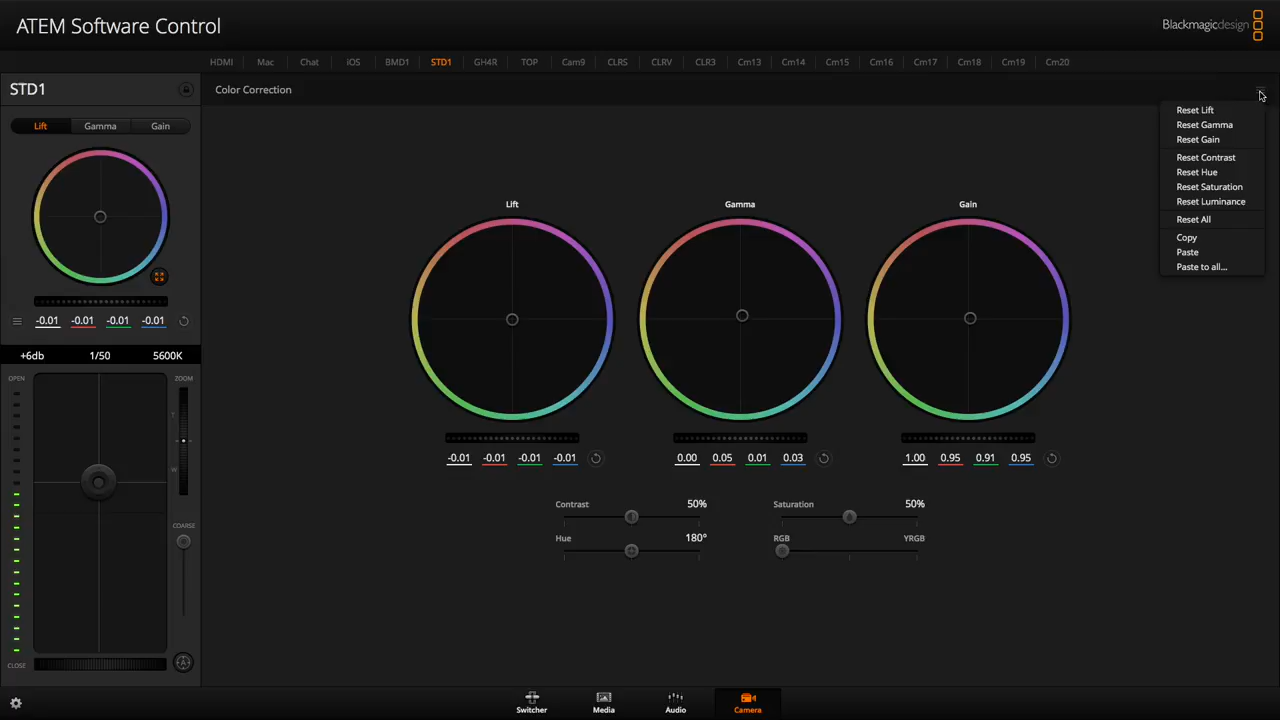 ATEM Software Control
Blackmagicdesign
HDMI Mac Chat iOS BMD1 STD1 GH4R TOP Cam9 CLRS CLRV CLR3 Cm13 Cm14 Cm15 Cm16 Cm17 Cm18 Cm19 Cm20
STD1
Color Correction
Lift Gamma Gain
Reset Lift
Reset Gamma
Reset Gain
Reset Contrast
Reset Hue
Reset Saturation
Reset Luminance
Reset All
Copy
Paste
Paste to all...
-0.01 -0.01 -0.01 -0.01
+6db 1/50 5600K
OPEN
ZOOM
T
W
COARSE
CLOSE
A
Lift Gamma Gain
-0.01 -0.01 -0.01 -0.01 0.00 0.05 0.01 0.03 1.00 0.95 0.91 0.95
Contrast 50% Saturation 50%
Hue 180° RGB YRGB
Switcher Media Audio Camera